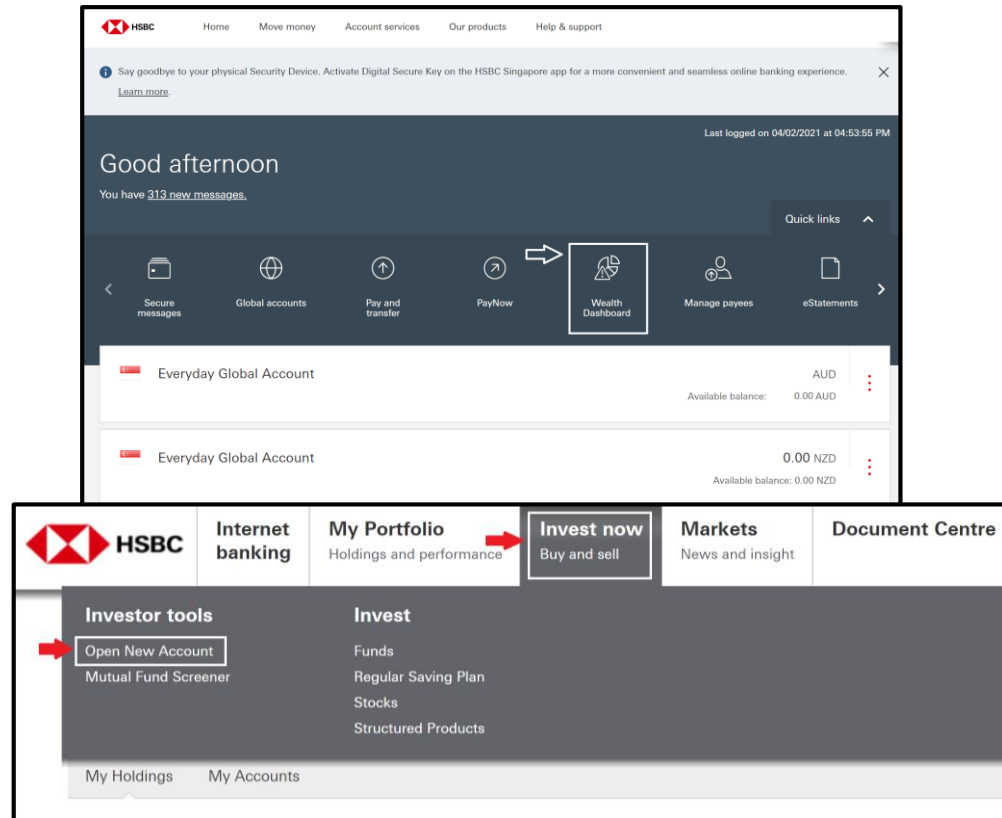 HSBC Home Move money Account services Our products Help & support
Say goodbye to your physical Security Device. Activate Digital Secure Key on the HSBC Singapore app for a more convenient and seamless online banking experience.
Learn more.
Last logged on 04/02/2021 at 04:53:55 PM
Good afternoon
You have 313 new messages.
Quick links
Secure messages
Global accounts
Pay and transfer
PayNow
Wealth Dashboard
Manage payees
eStatements
Everyday Global Account
AUD
Available balance: 0.00 AUD
Everyday Global Account
0.00 NZD
Available balance: 0.00 NZD
HSBC
Internet banking
My Portfolio
Holdings and performance
Invest now
Buy and sell
Markets
News and insight
Document Centre
Investor tools
Open New Account
Mutual Fund Screener
Invest
Funds
Regular Saving Plan
Stocks
Structured Products
My Holdings My Accounts